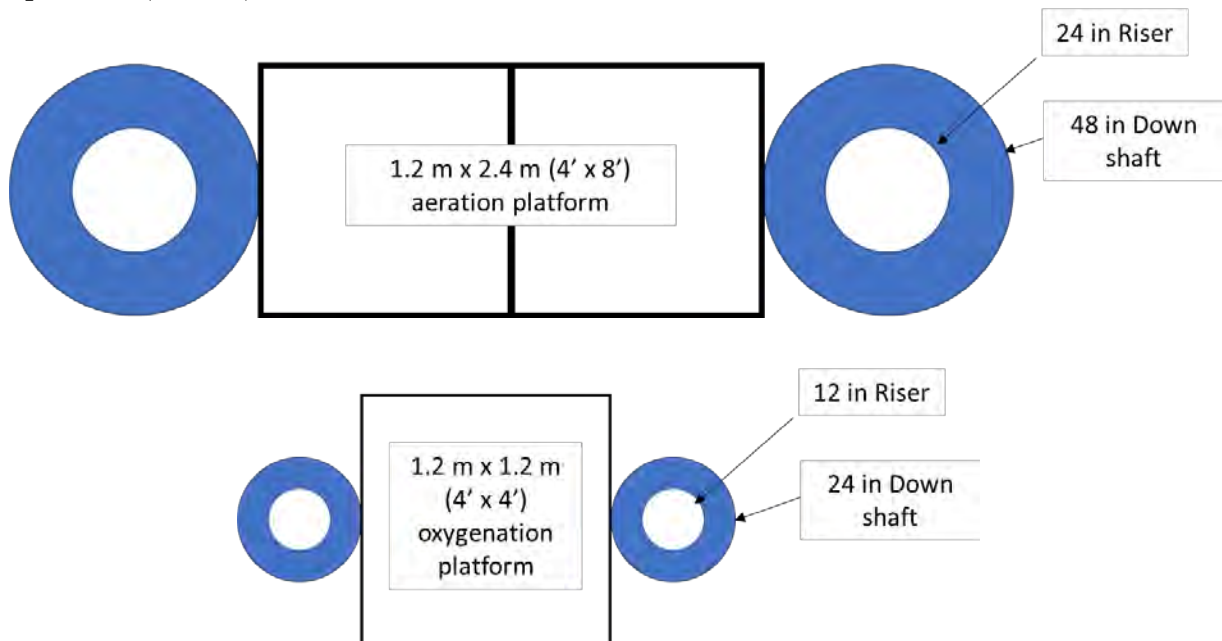 24 in Riser
48 in Down
shaft
1.2 m x 2.4 m (4’ x 8’)
aeration platform
12 in Riser
1.2 m x 1.2 m
(4’ x 4’)
oxygenation
platform
24 in Down
shaft